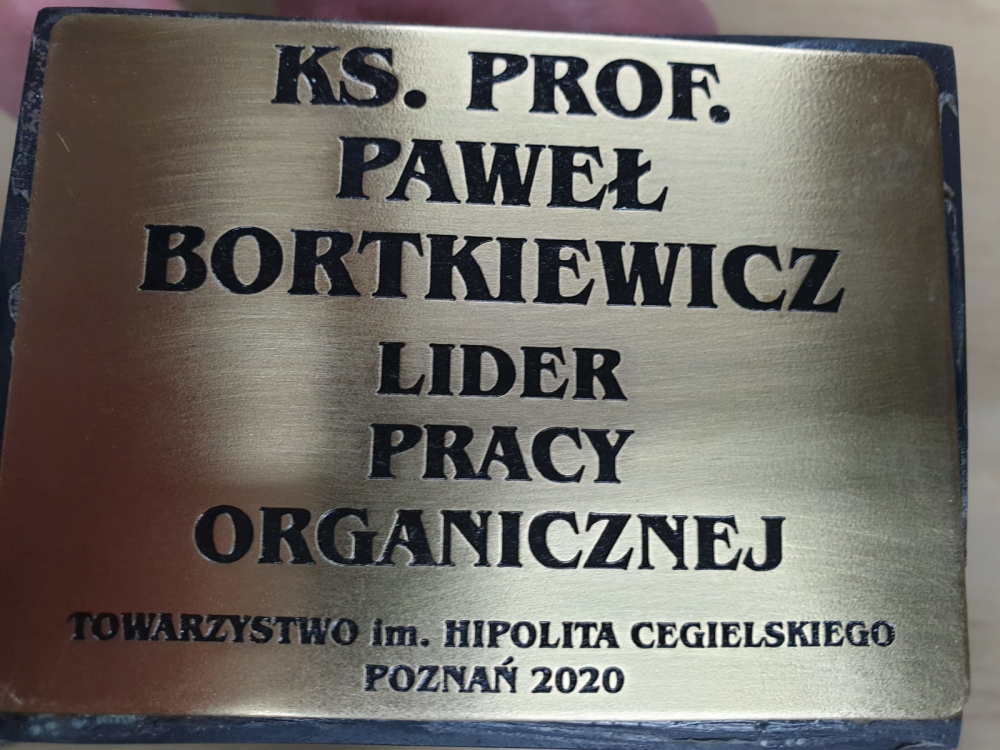 KS. PROF.
PAWEŁ
BORTKIEWICZ
LIDER
PRACY
ORGANICZNEJ
TOWARZYSTWO im. HIPOLITA CEGIELSKIEGO
POZNAŃ 2020